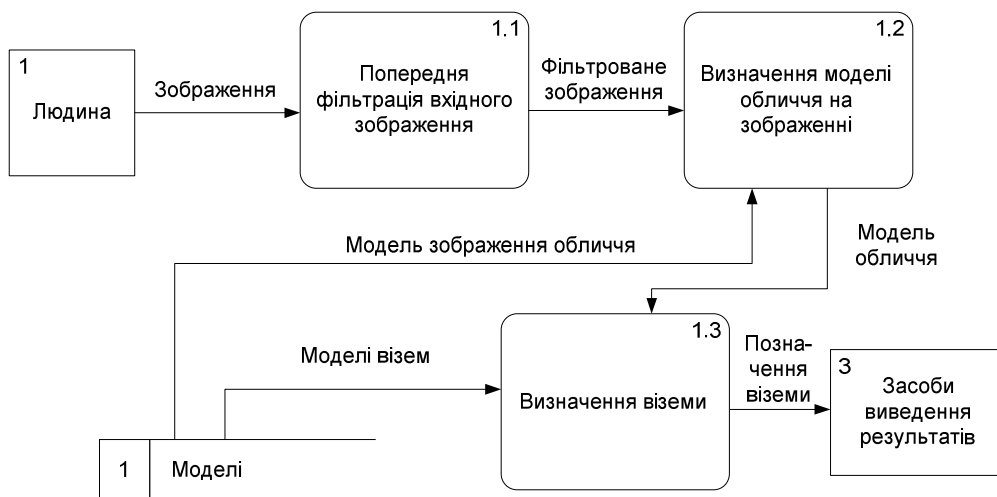 1
Людина
Зображення
1.1
Попередня
фільтрація вхідного
зображення
Фільтроване
зображення
1.2
Визначення моделі
обличчя на
зображенні
Модель зображення обличчя
Модель
обличчя
Моделі візем
1.3
Визначення віземи
Позна-
чення
віземи
3
Засоби
виведення
результатів
1
Моделі